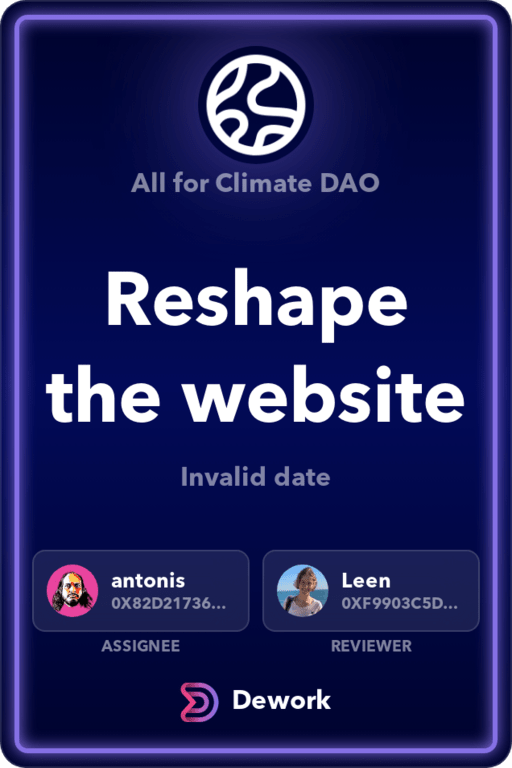 All for Climate DAO
Reshape
the website
Invalid date
antonis
0X82D21736...
Leen
0XF9903C5D...
ASSIGNEE
REVIEWER
Dework